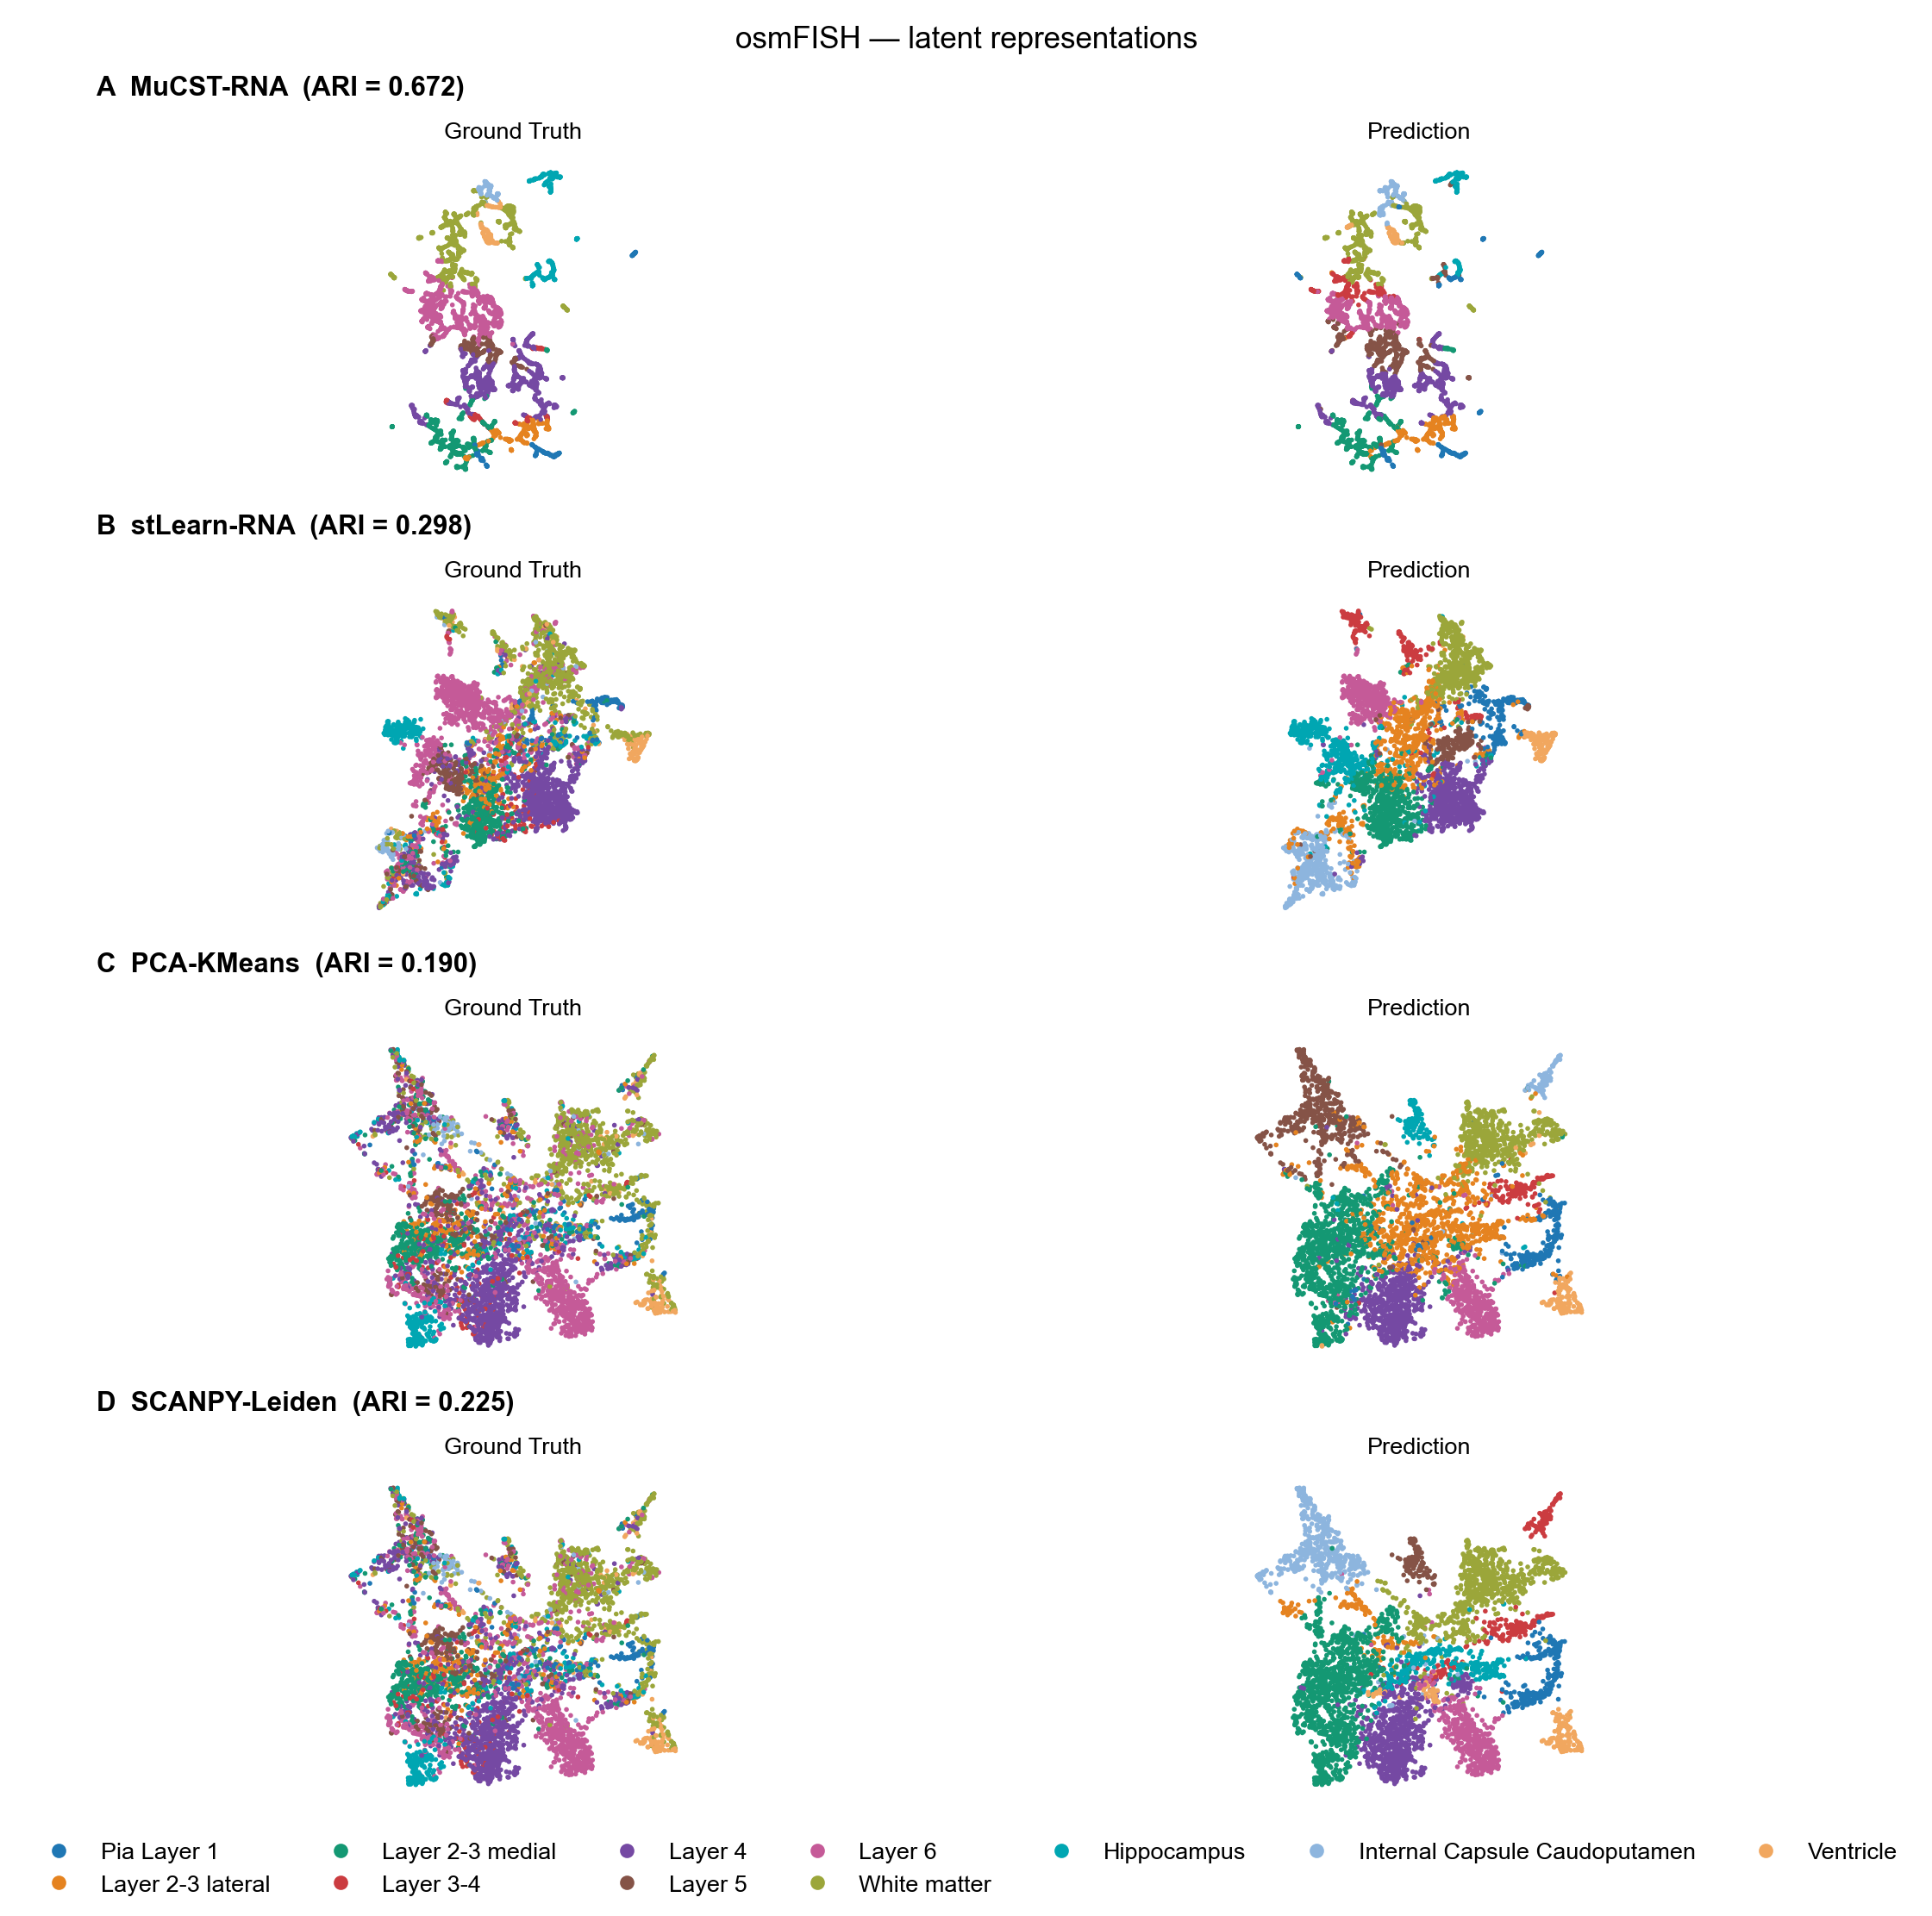 osmFISH — latent representations
A MuCST-RNA (ARI = 0.672)
Ground Truth
Prediction
B stLearn-RNA (ARI = 0.298)
Ground Truth
Prediction
C PCA-KMeans (ARI = 0.190)
Ground Truth
Prediction
D SCANPY-Leiden (ARI = 0.225)
Ground Truth
Prediction
Pia Layer 1
Layer 2-3 medial
Layer 4
Layer 6
Hippocampus
Internal Capsule Caudoputamen
Ventricle
Layer 2-3 lateral
Layer 3-4
Layer 5
White matter